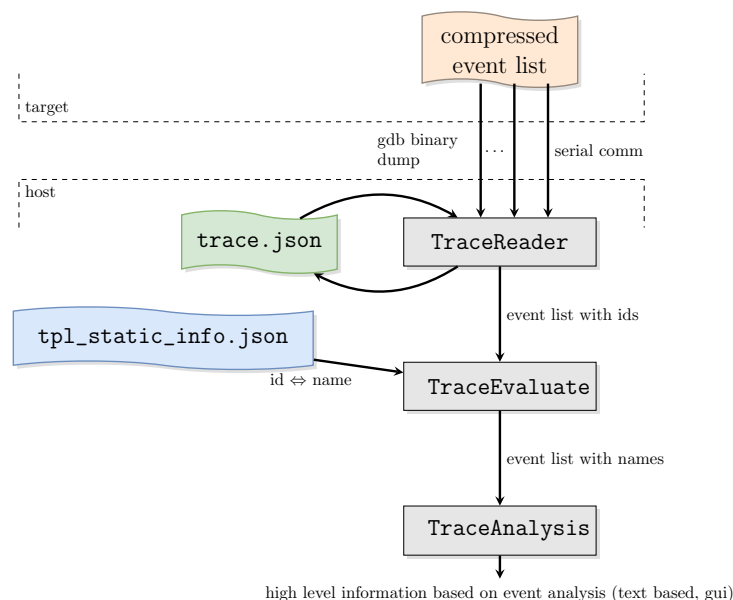 compressed
event list
target
gdb binary
dump
...
serial comm
host
trace.json
TraceReader
event list with ids
tpl_static_info.json
id ⇔ name
TraceEvaluate
event list with names
TraceAnalysis
high level information based on event analysis (text based, gui)